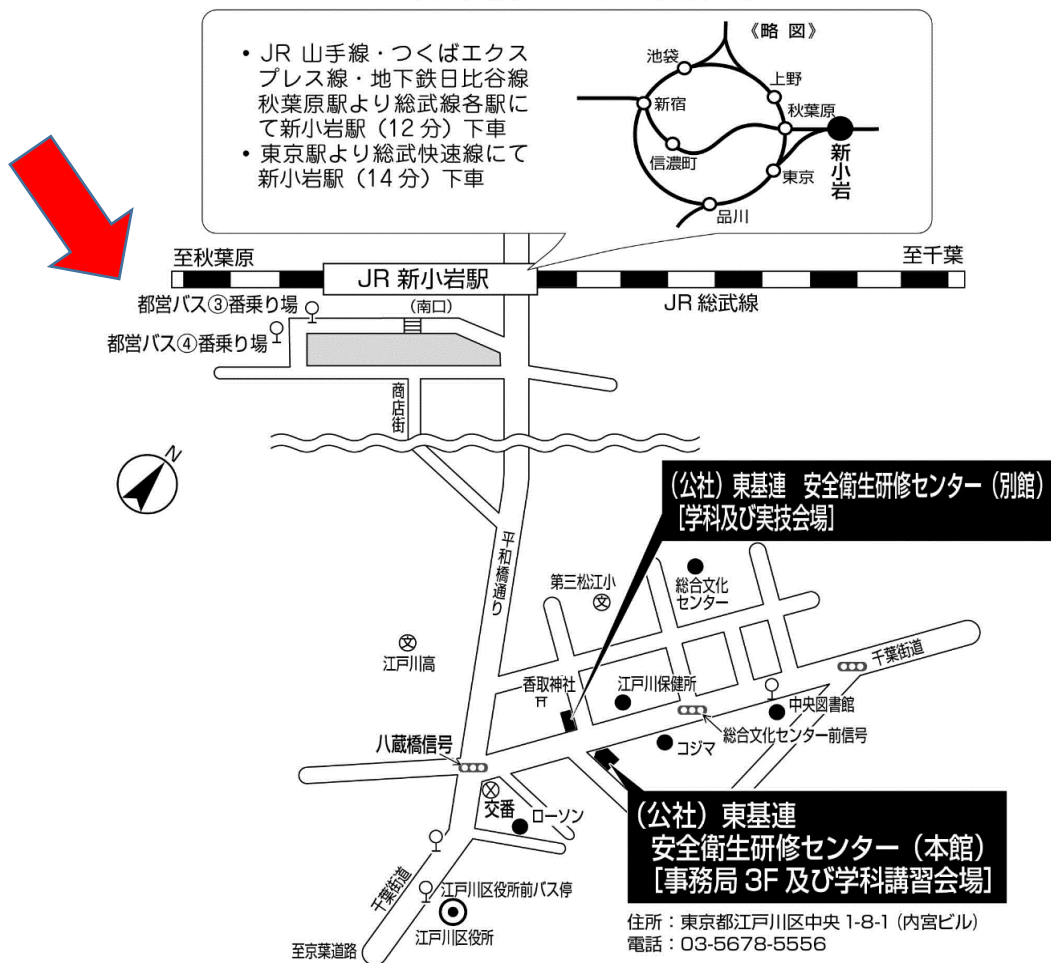 • JR 山手線・つくばエクス
プレス線・地下鉄日比谷線
秋葉原駅より総武線各駅に
て新小岩駅（12 分）下車
• 東京駅より総武快速線にて
新小岩駅（14 分）下車
《略 図》
池袋
上野
新宿
秋葉原
信濃町
新小岩
東京
品川
至秋葉原
至千葉
JR 新小岩駅
JR 総武線
都営バス③番乗り場
(南口)
都営バス④番乗り場
商店街
N
（公社）東基連 安全衛生研修センター（別館）
［学科及び実技会場］
平和橋通り
第三松江小
文
総合文化
センター
文
江戸川高
千葉街道
香取神社
江戸川保健所
中央図書館
総合文化センター前信号
コジマ
八蔵橋信号
交番
ローソン
（公社）東基連
安全衛生研修センター（本館）
［事務局 3F 及び学科講習会場］
千葉街道
江戸川区役所前バス停
江戸川区役所
至京葉道路
住所：東京都江戸川区中央 1-8-1 (内宮ビル)
電話：03-5678-5556